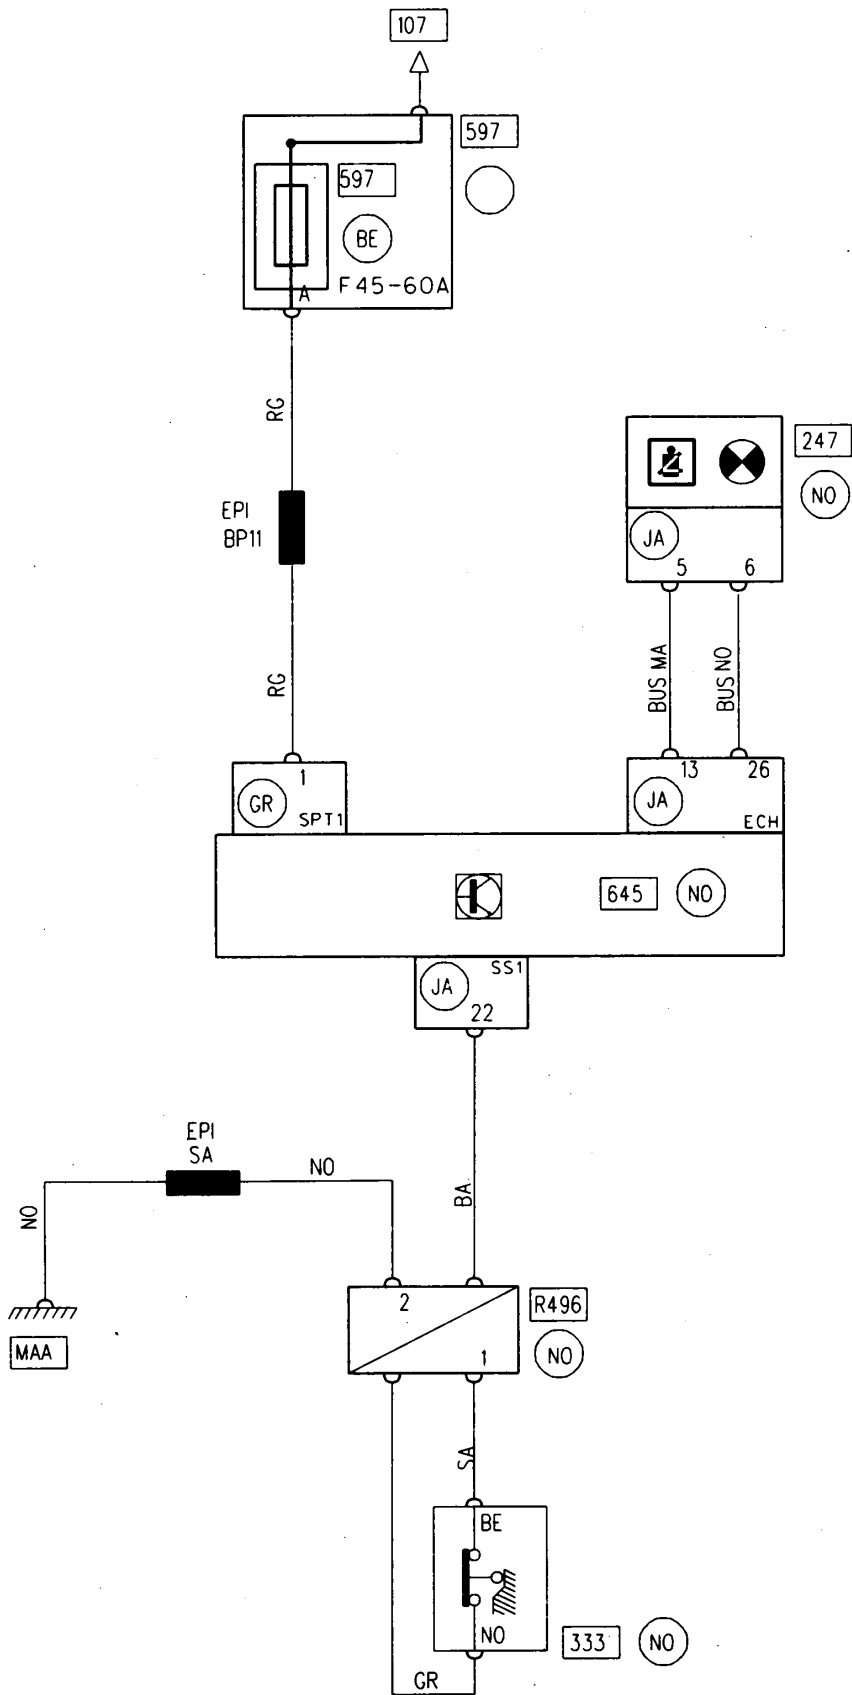 107
597
597
BE
F45-60A
A
RG
247
NO
EPI
BP11
JA
5
6
RG
BUS MA
BUS NO
1
GR
SPT1
13
26
JA
ECH
645
NO
SS1
JA
22
EPI
SA
NO
NO
BA
MAA
2
R496
1
NO
SA
BE
NO
333
NO
GR